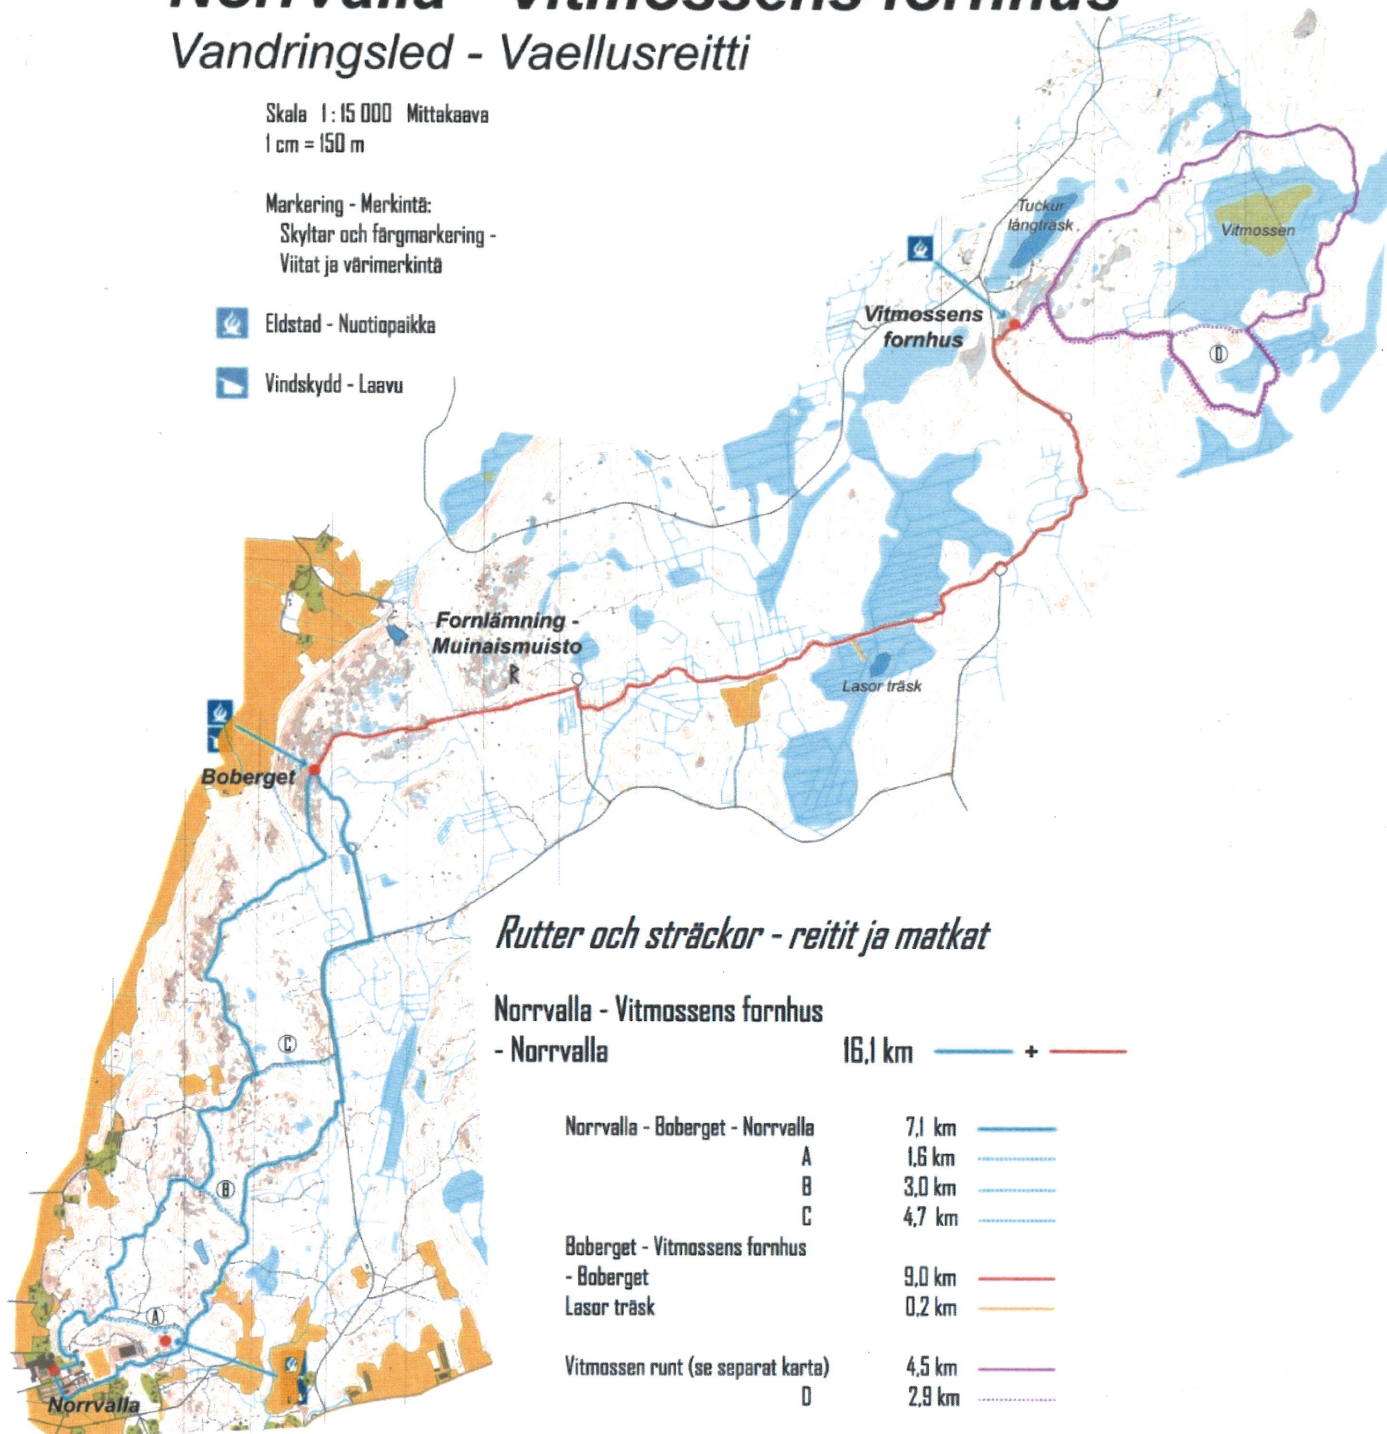 Norrvalla - Vitmossens fornhus
Vandringsled - Vaellusreitti
Skala 1 : 15 000 Mittakaava
1 cm = 150 m
Markering - Merkintä:
Skyltar och färgmarkering -
Viitat ja värimerkintä
Eldstad - Nuotiopaikka
Vindskydd - Laavu
Tuckur
långträsk
Vitmossen
Vitmossens
fornhus
D
Fornlämning -
Muinaismuisto
Lasor träsk
Boberget
C
B
A
Norrvalla
Rutter och sträckor - reitit ja matkat
Norrvalla - Vitmossens fornhus
- Norrvalla 16,1 km +
Norrvalla - Boberget - Norrvalla 7,1 km
A 1,6 km
B 3,0 km
C 4,7 km
Boberget - Vitmossens fornhus
- Boberget 9,0 km
Lasor träsk 0,2 km
Vitmossen runt (se separat karta) 4,5 km
D 2,9 km